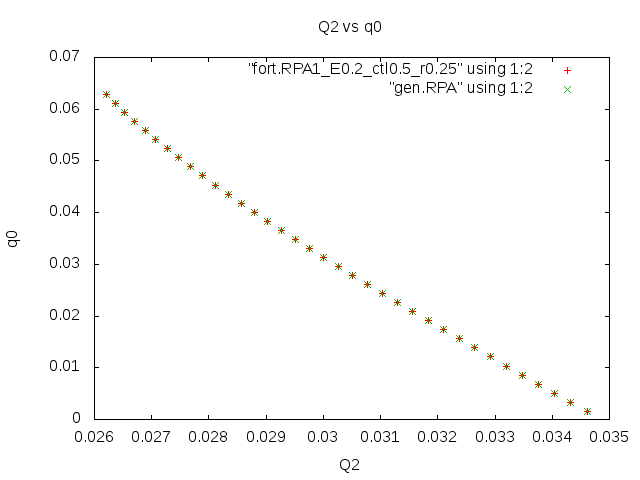 Q2 vs q0
0.07
"fort.RPA1_E0.2_ctl0.5_r0.25" using 1:2
"gen.RPA" using 1:2
0.06
0.05
0.04
q0
0.03
0.02
0.01
0
0.026 0.027 0.028 0.029 0.03 0.031 0.032 0.033 0.034 0.035
Q2